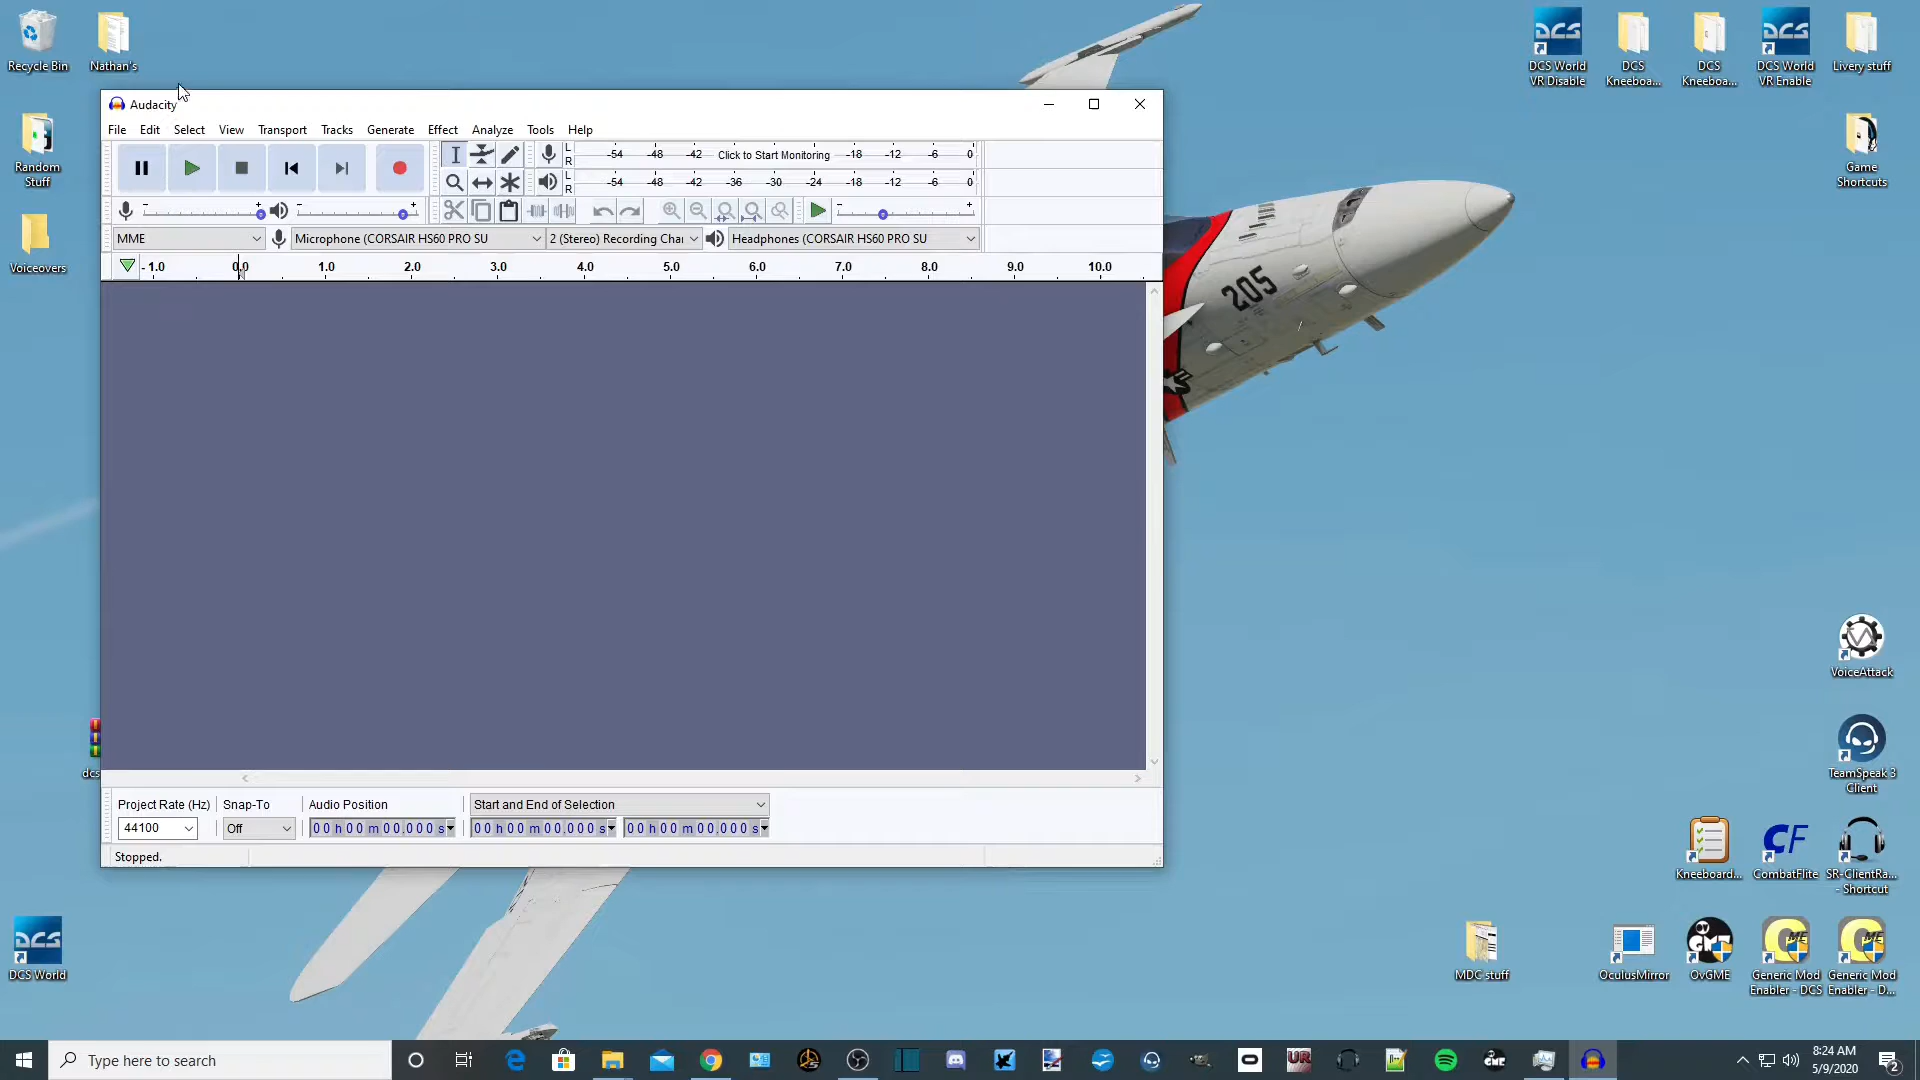 Recycle Bin
Nathan's
Random
Stuff
Voiceovers
dcs
DCS
DCS World
DCS
DCS World
VR Disable
DCS
Kneeboa...
DCS
Kneeboa...
DCS
DCS World
VR Enable
Livery stuff
Game
Shortcuts
205
VoiceAttack
TeamSpeak 3
Client
Kneeboard...
CF
CombatFlite
SR-ClientRa...
- Shortcut
MDC stuff
OculusMirror
OvGME
Generic Mod
Enabler - DCS
Generic Mod
Enabler - D...
Audacity
File Edit Select View Transport Tracks Generate Effect Analyze Tools Help
L
R
-54 -48 -42 Click to Start Monitoring -18 -12 -6 0
L
R
-54 -48 -42 -36 -30 -24 -18 -12 -6 0
- + - + - +
MME Microphone (CORSAIR HS60 PRO SU 2 (Stereo) Recording Chai Headphones (CORSAIR HS60 PRO SU
-1.0 0.0 1.0 2.0 3.0 4.0 5.0 6.0 7.0 8.0 9.0 10.0
Project Rate (Hz) Snap-To Audio Position Start and End of Selection
44100 Off 00 h 00 m 00.000 s 00 h 00 m 00.000 s 00 h 00 m 00.000 s
Stopped.
Type here to search
UR
8:24 AM
5/9/2020
2